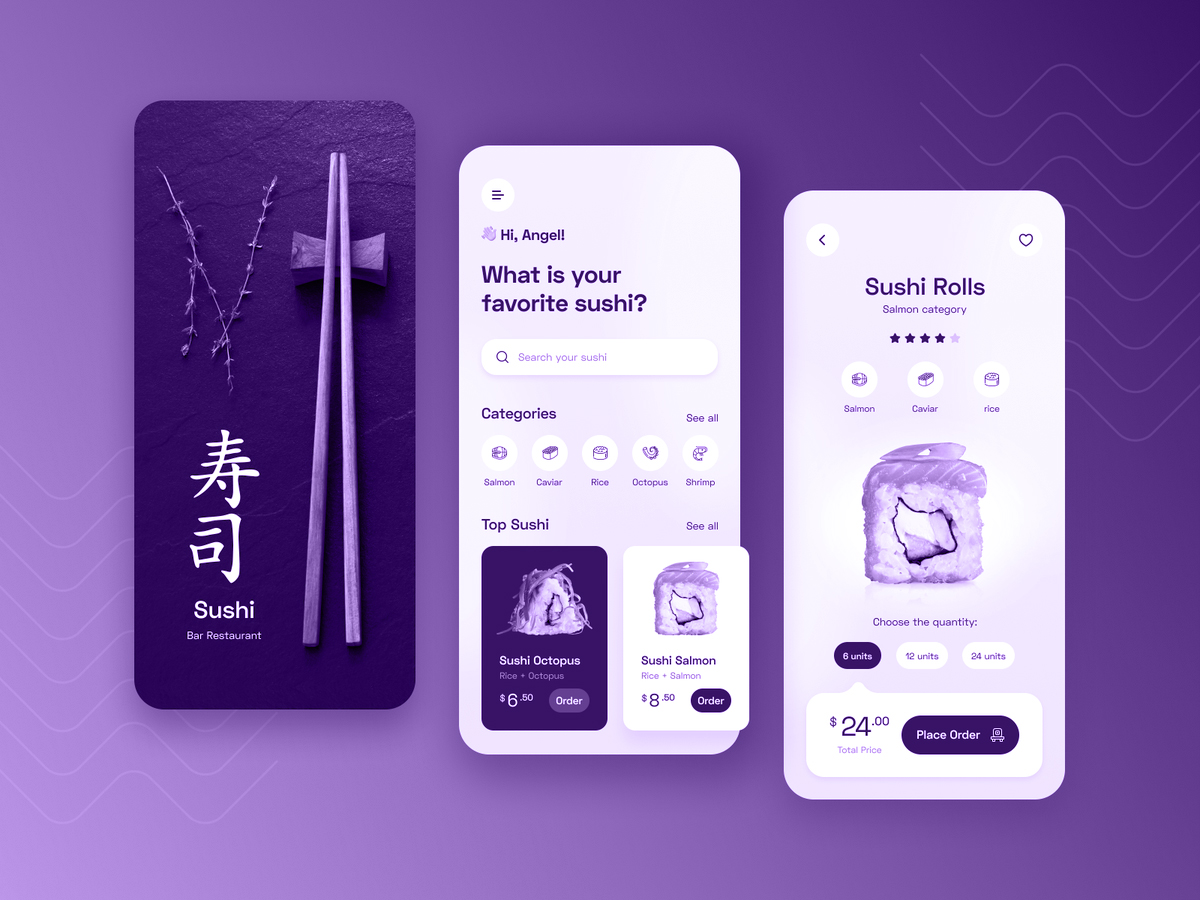 寿
司
Sushi
Bar Restaurant
Hi, Angel!
What is your
favorite sushi?
Search your sushi
Categories
See all
Salmon Caviar Rice Octopus Shrimp
Top Sushi
See all
Sushi Octopus
Rice + Octopus
$6.50 Order
Sushi Salmon
Rice + Salmon
$8.50 Order
Sushi Rolls
Salmon category
Salmon Caviar rice
Choose the quantity:
6 units 12 units 24 units
$24.00
Total Price
Place Order